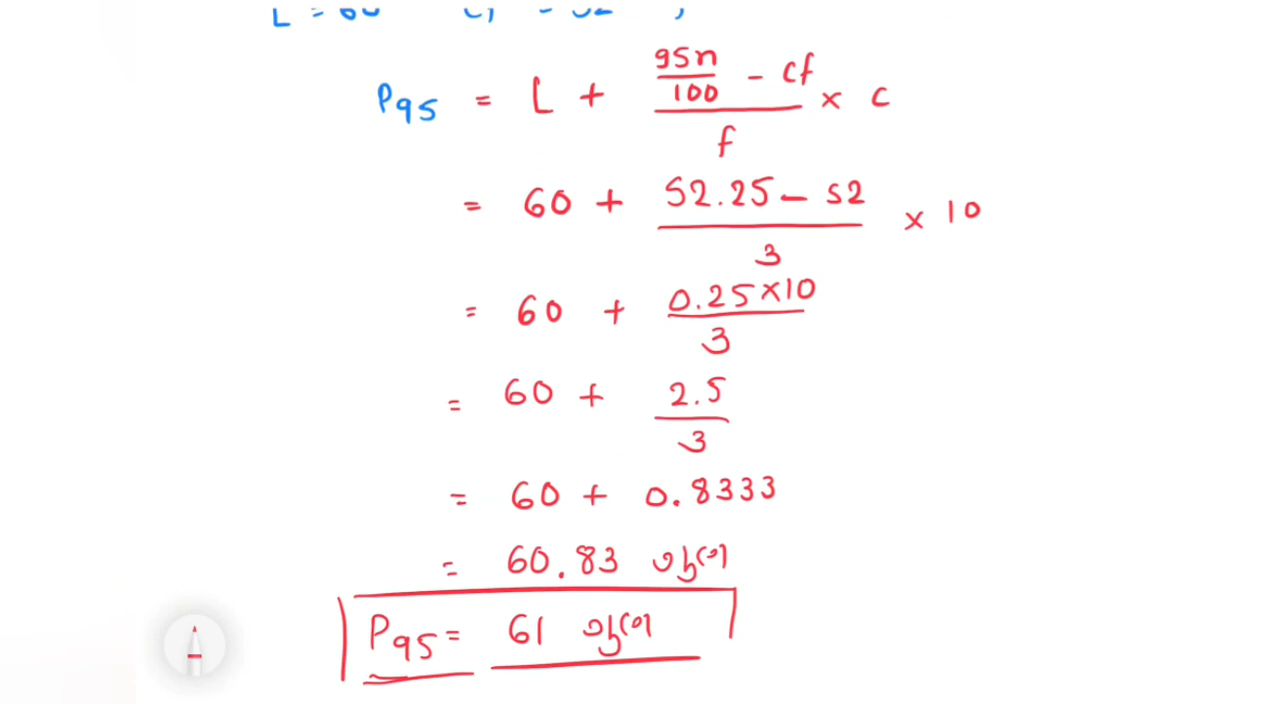 P95 = L + (95n/100 - cf)/f × c
= 60 + (52.25 - 52)/3 × 10
= 60 + (0.25×10)/3
= 60 + 2.5/3
= 60 + 0.8333
= 60.83
P95 = 61